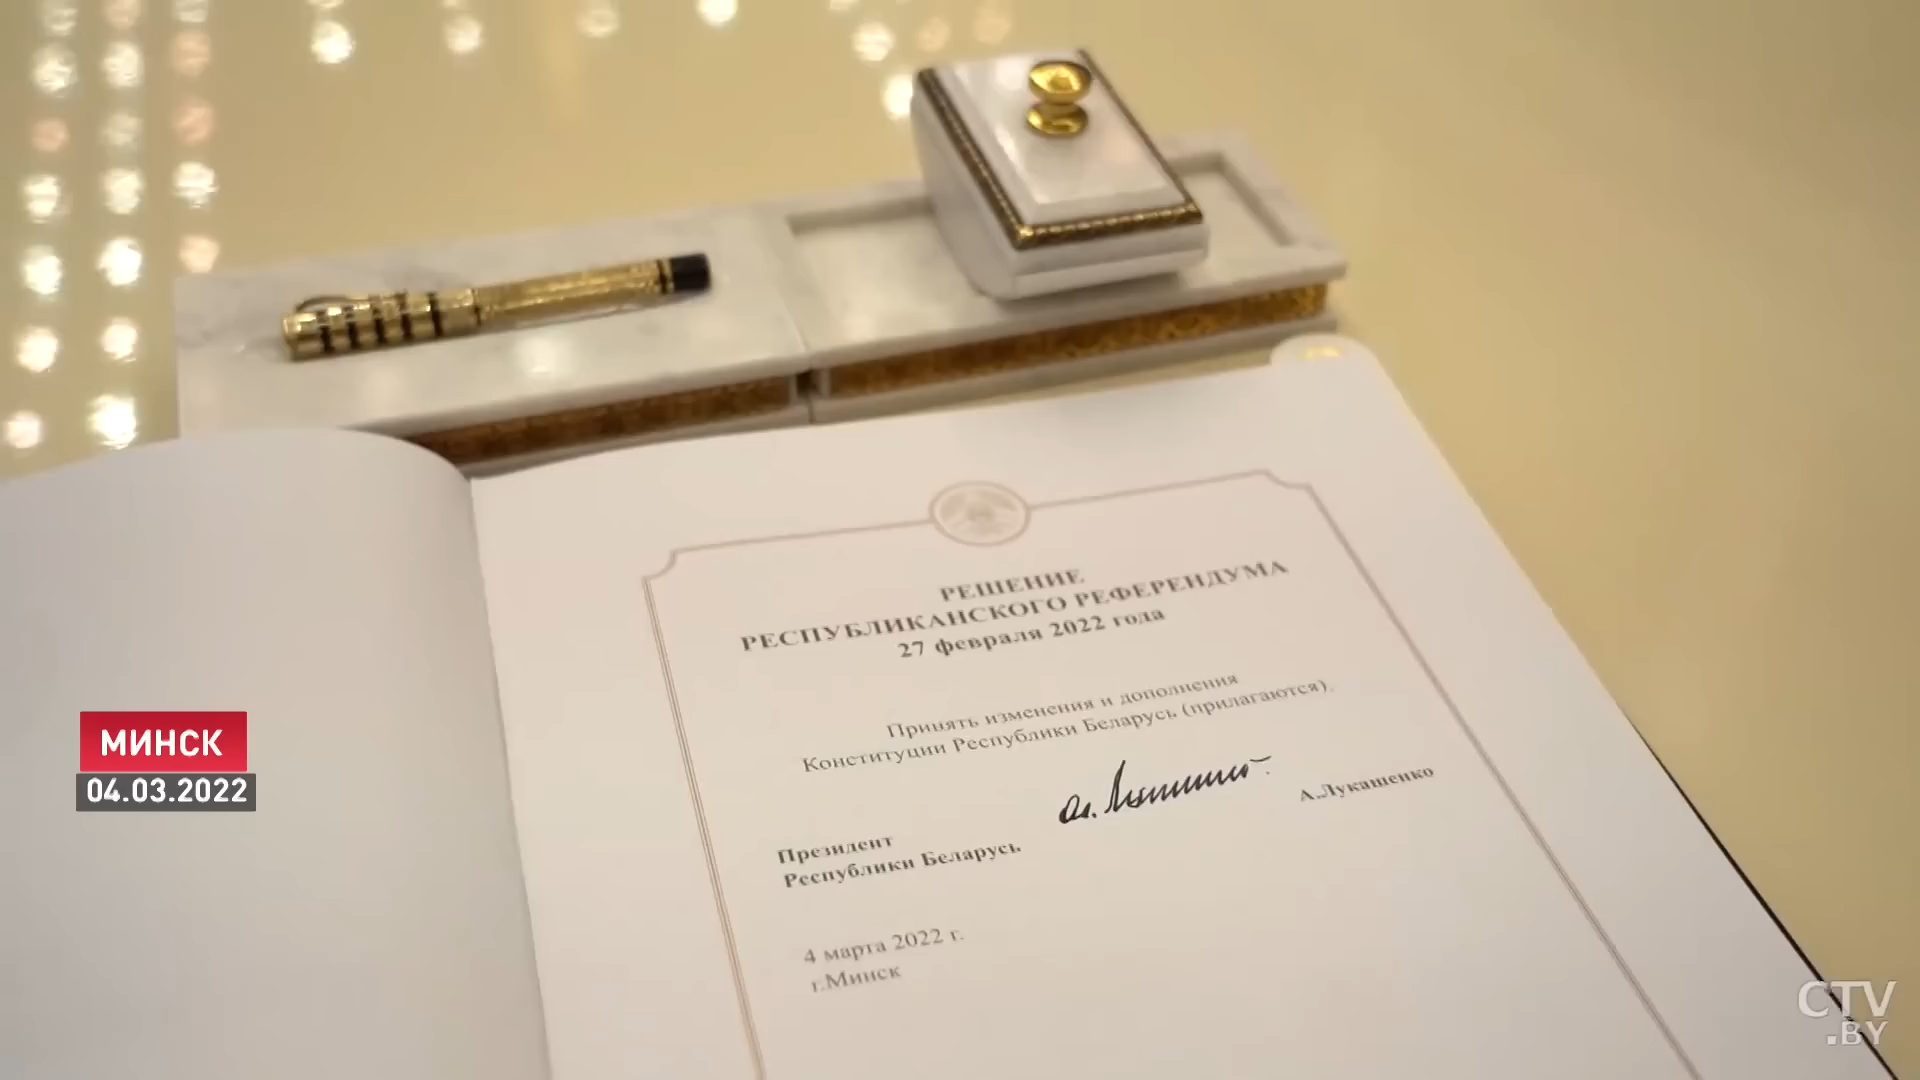 РЕШЕНИЕ
РЕСПУБЛИКАНСКОГО РЕФЕРЕНДУМА
27 февраля 2022 года
Принять изменения и дополнения
Конституции Республики Беларусь (прилагаются).
Президент
Республики Беларусь
А.Лукашенко
4 марта 2022 г.
г.Минск
МИНСК
04.03.2022
CTV
.BY